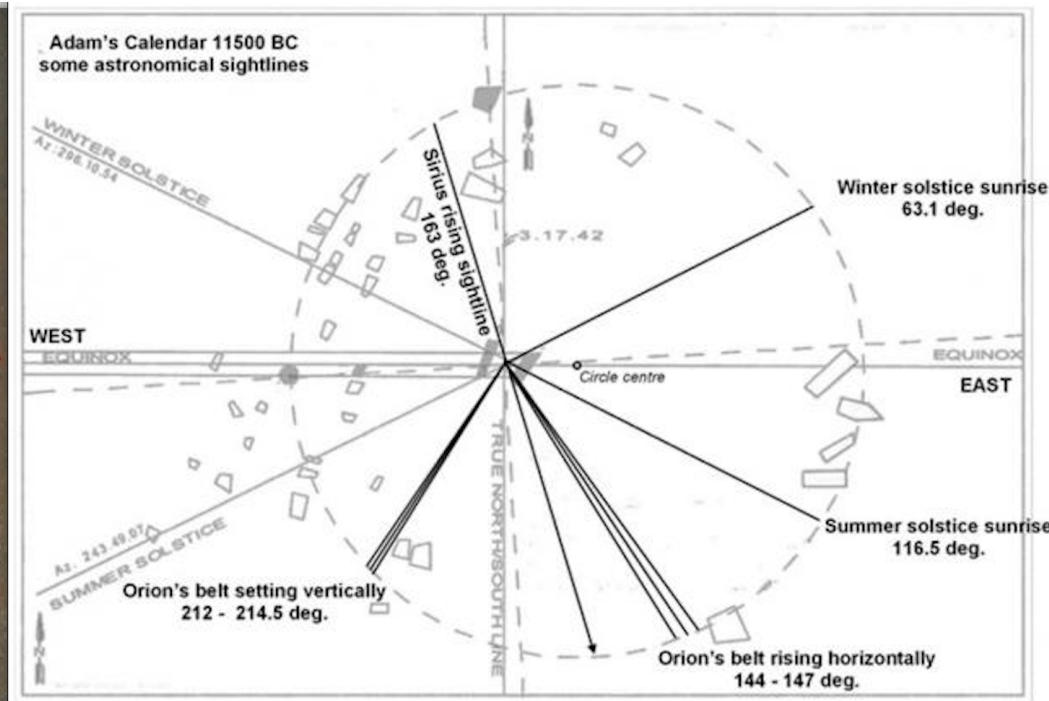 Adam's Calendar 11500 BC
some astronomical sightlines
WINTER SOLSTICE
Az:296.10.54
N
Sirius rising sightline
163 deg.
3.17.42
Winter solstice sunrise
63.1 deg.
WEST
EQUINOX
EQUINOX
EAST
Circle centre
TRUE NORTH/SOUTH LINE
Az. 243.49.07
SUMMER SOLSTICE
Summer solstice sunrise
116.5 deg.
Orion's belt setting vertically
212 - 214.5 deg.
N
Orion's belt rising horizontally
144 - 147 deg.